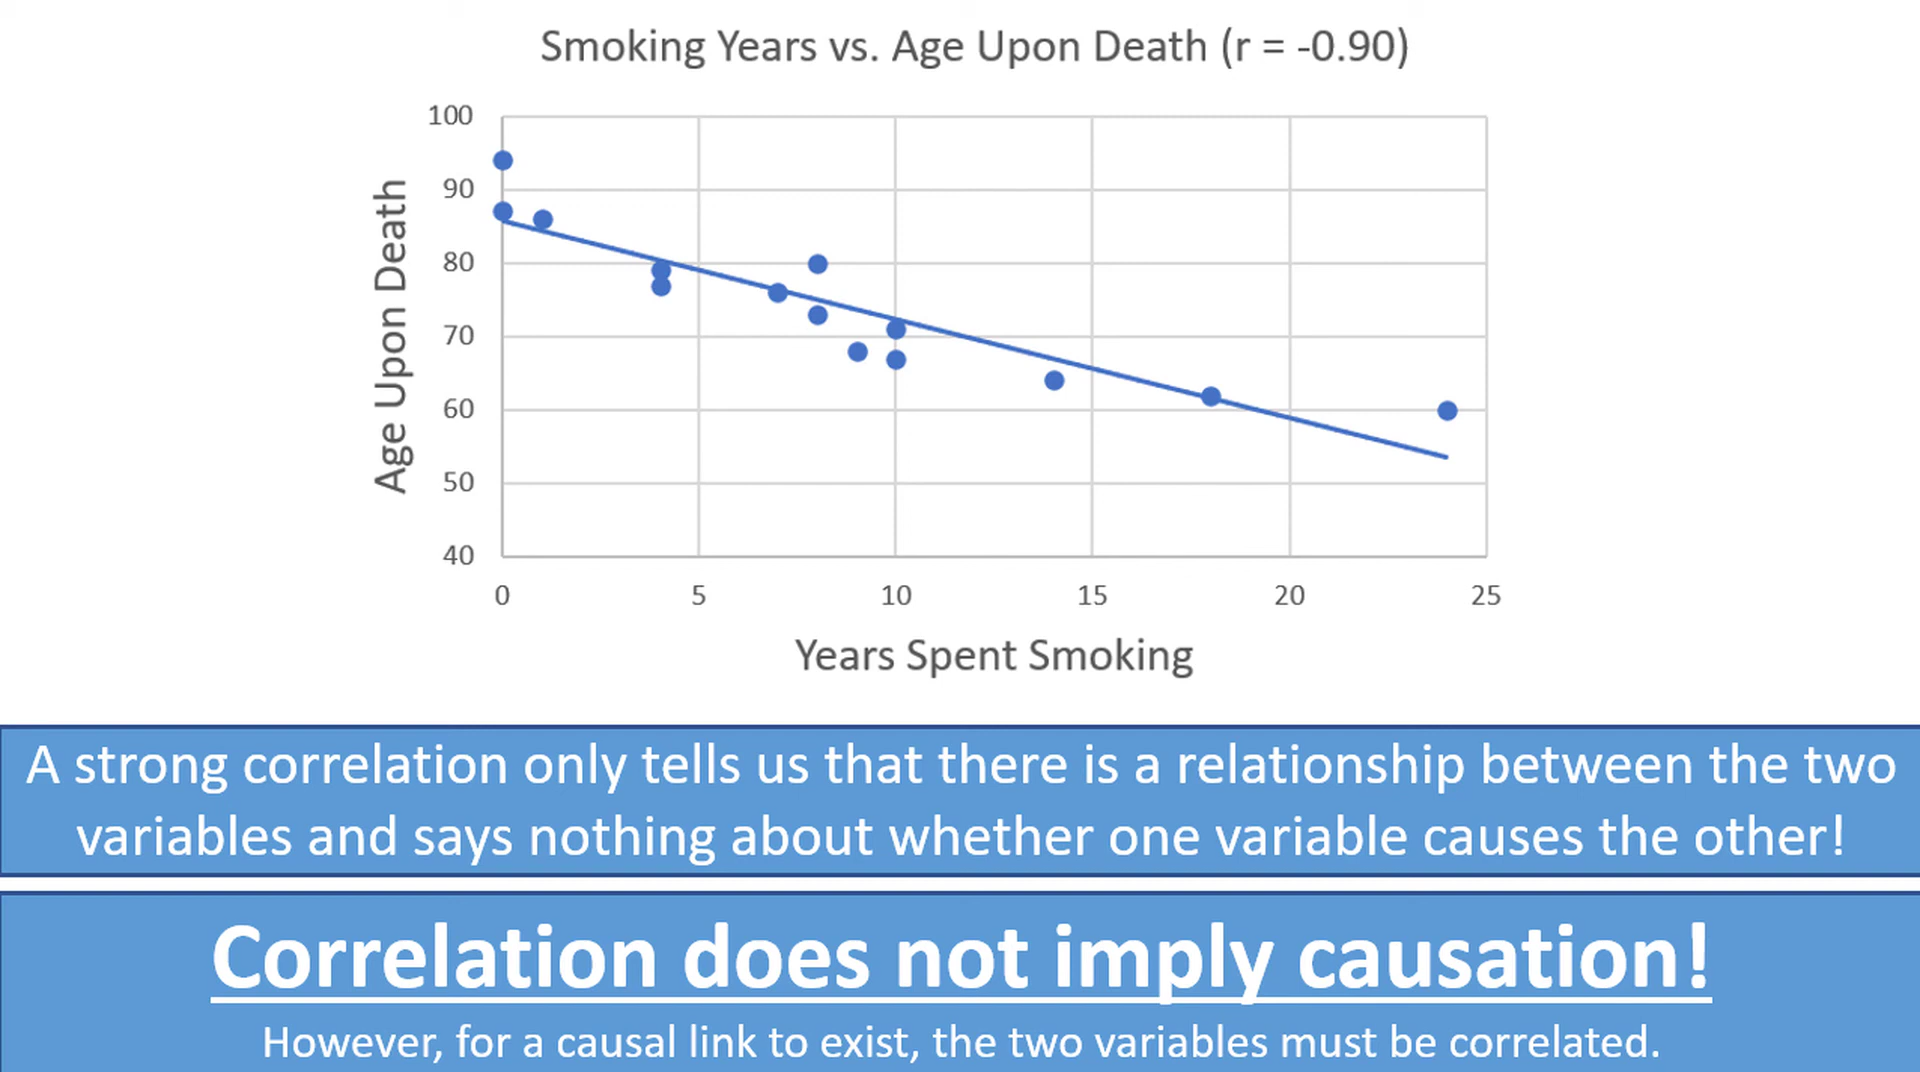 Smoking Years vs. Age Upon Death (r = -0.90)
100
90
80
70
60
50
40
Age Upon Death
0 5 10 15 20 25
Years Spent Smoking
A strong correlation only tells us that there is a relationship between the two
variables and says nothing about whether one variable causes the other!
Correlation does not imply causation!
However, for a causal link to exist, the two variables must be correlated.